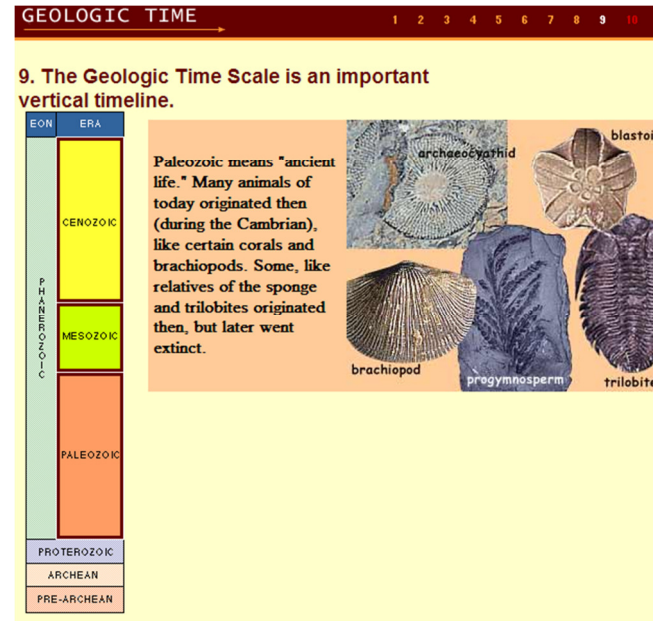 GEOLOGIC TIME
1 2 3 4 5 6 7 8 9 10
9. The Geologic Time Scale is an important
vertical timeline.
EON ERA
CENOZOIC
MESOZOIC
PHANEROZOIC
PALEOZOIC
PROTEROZOIC
ARCHEAN
PRE-ARCHEAN
Paleozoic means "ancient
life." Many animals of
today originated then
(during the Cambrian),
like certain corals and
brachiopods. Some, like
relatives of the sponge
and trilobites originated
then, but later went
extinct.
archaeocyathid
blastoi
brachiopod
progymnosperm
trilobite